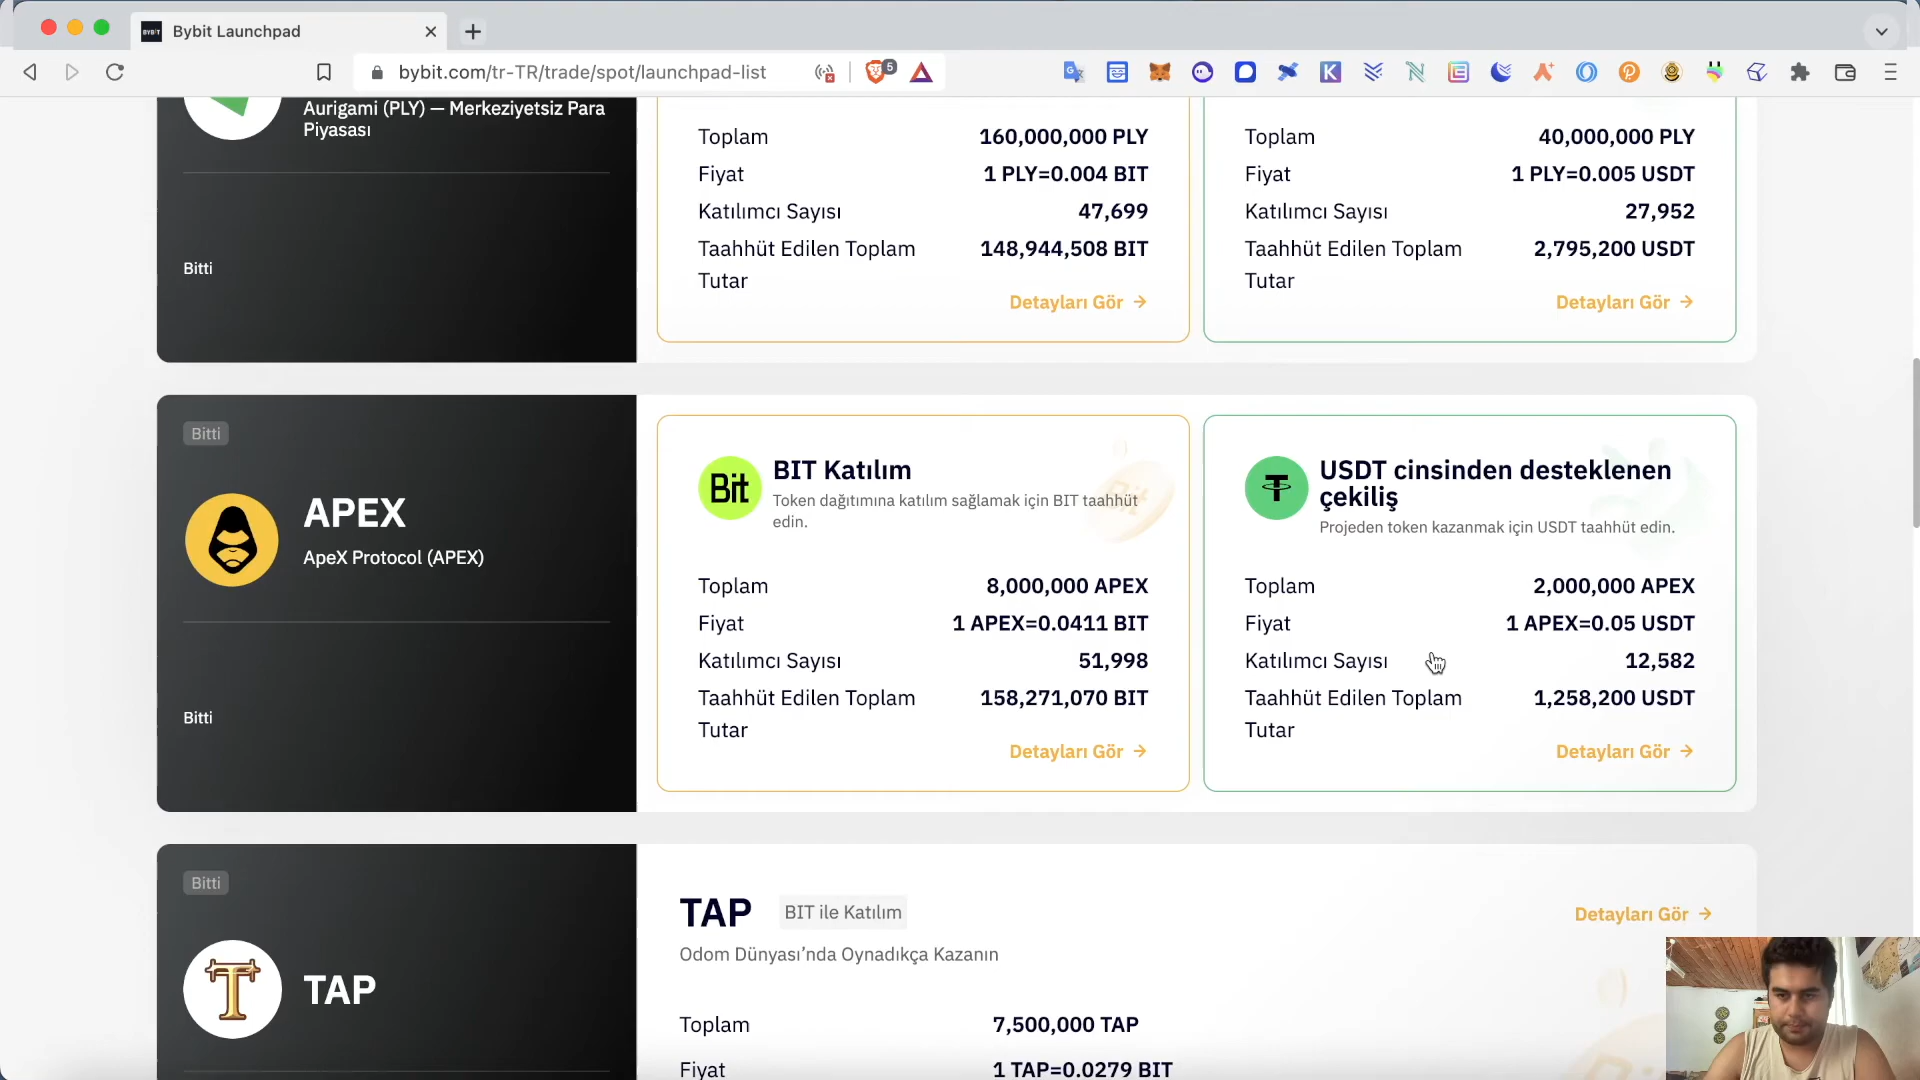 BYBIT
Bybit Launchpad
bybit.com/tr-TR/trade/spot/launchpad-list
5
Aurigami (PLY) — Merkeziyetsiz Para
Piyasası
Bitti
Toplam 160,000,000 PLY
Fiyat 1 PLY=0.004 BIT
Katılımcı Sayısı 47,699
Taahhüt Edilen Toplam 148,944,508 BIT
Tutar
Detayları Gör →
Toplam 40,000,000 PLY
Fiyat 1 PLY=0.005 USDT
Katılımcı Sayısı 27,952
Taahhüt Edilen Toplam 2,795,200 USDT
Tutar
Detayları Gör →
Bitti
APEX
ApeX Protocol (APEX)
Bitti
Bit
BIT Katılım
Token dağıtımına katılım sağlamak için BIT taahhüt
edin.
Toplam 8,000,000 APEX
Fiyat 1 APEX=0.0411 BIT
Katılımcı Sayısı 51,998
Taahhüt Edilen Toplam 158,271,070 BIT
Tutar
Detayları Gör →
USDT cinsinden desteklenen
çekiliş
Projeden token kazanmak için USDT taahhüt edin.
Toplam 2,000,000 APEX
Fiyat 1 APEX=0.05 USDT
Katılımcı Sayısı 12,582
Taahhüt Edilen Toplam 1,258,200 USDT
Tutar
Detayları Gör →
Bitti
T
TAP
TAP BIT ile Katılım
Detayları Gör →
Odom Dünyası’nda Oynadıkça Kazanın
Toplam 7,500,000 TAP
Fiyat 1 TAP=0.0279 BIT